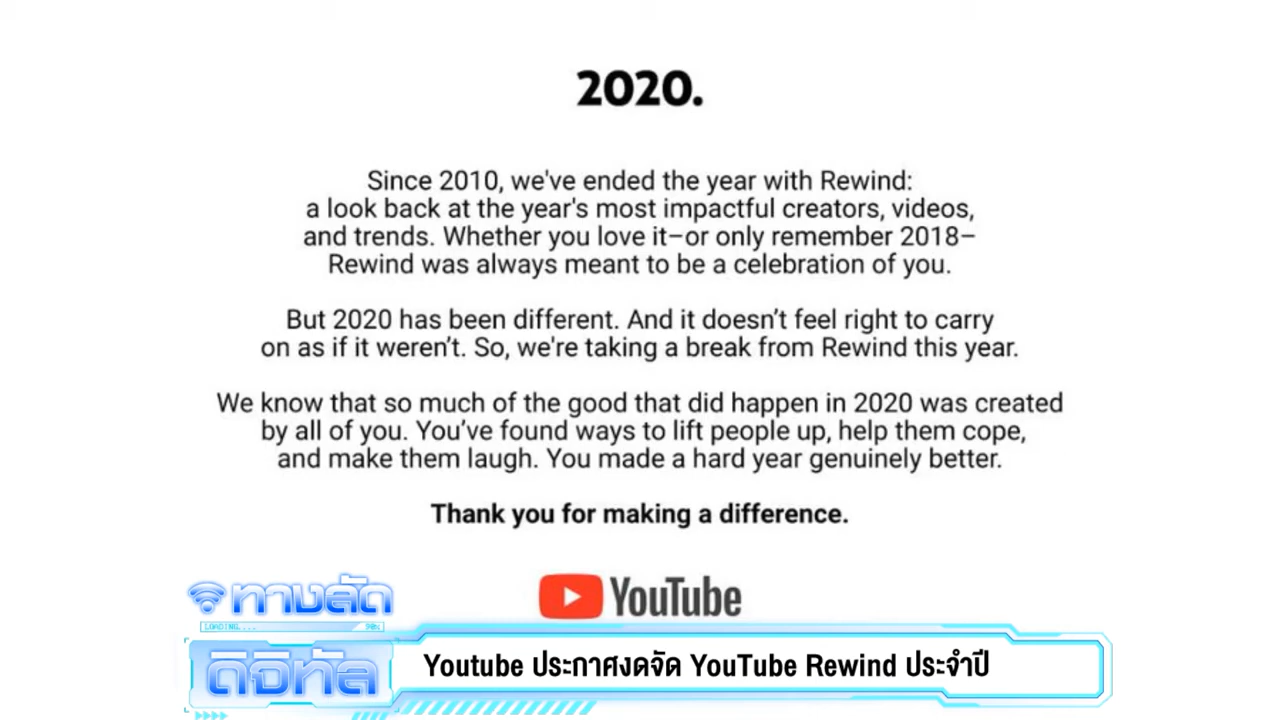 2020.
Since 2010, we've ended the year with Rewind:
a look back at the year's most impactful creators, videos,
and trends. Whether you love it–or only remember 2018–
Rewind was always meant to be a celebration of you.
But 2020 has been different. And it doesn’t feel right to carry
on as if it weren’t. So, we're taking a break from Rewind this year.
We know that so much of the good that did happen in 2020 was created
by all of you. You’ve found ways to lift people up, help them cope,
and make them laugh. You made a hard year genuinely better.
Thank you for making a difference.
YouTube
ทางลัด
LOADING...
ดิจิทัล
Youtube ประกาศงดจัด YouTube Rewind ประจำปี